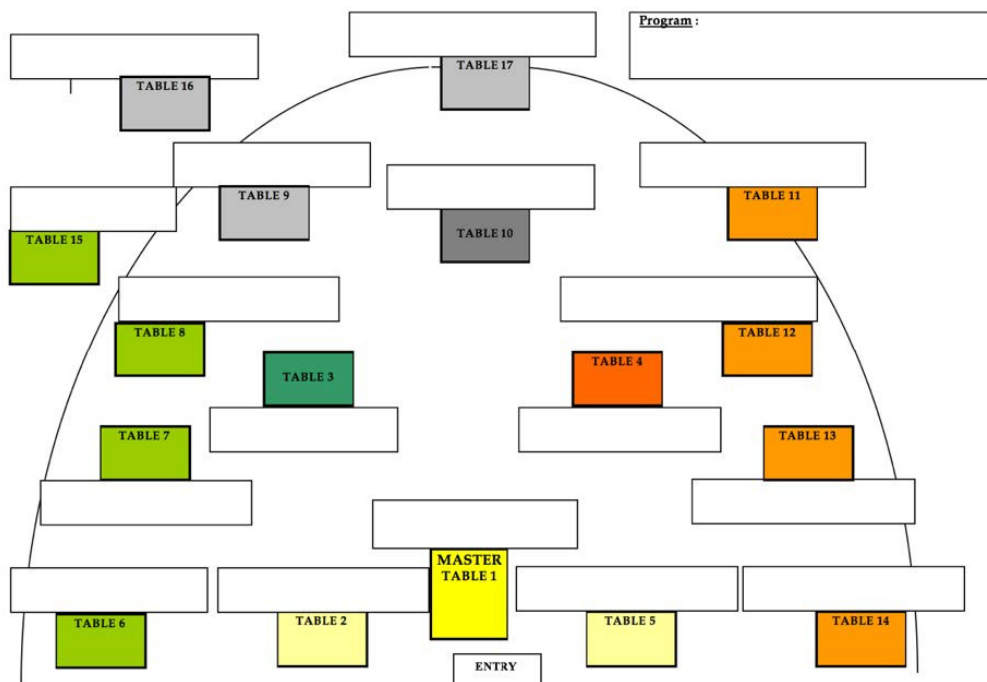 Program :
TABLE 17
TABLE 16
TABLE 9
TABLE 11
TABLE 10
TABLE 15
TABLE 8
TABLE 12
TABLE 3
TABLE 4
TABLE 7
TABLE 13
MASTER
TABLE 1
TABLE 6
TABLE 2
TABLE 5
TABLE 14
ENTRY